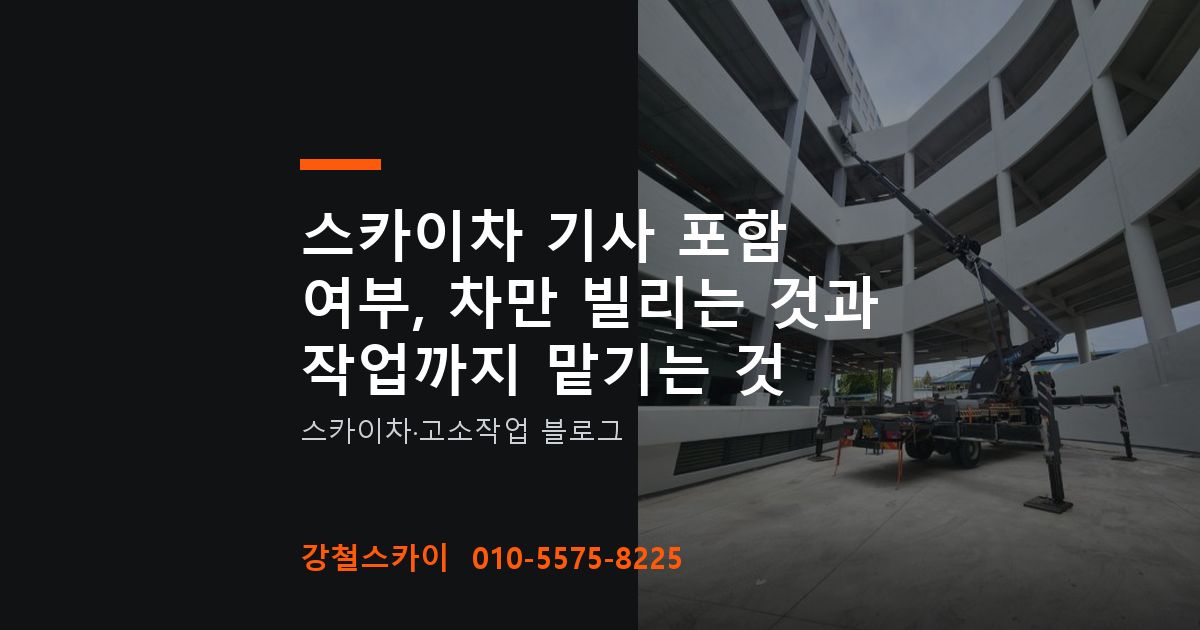 스카이차 기사 포함
여부, 차만 빌리는 것과
작업까지 맡기는 것
스카이차·고소작업 블로그
강철스카이 010-5575-8225